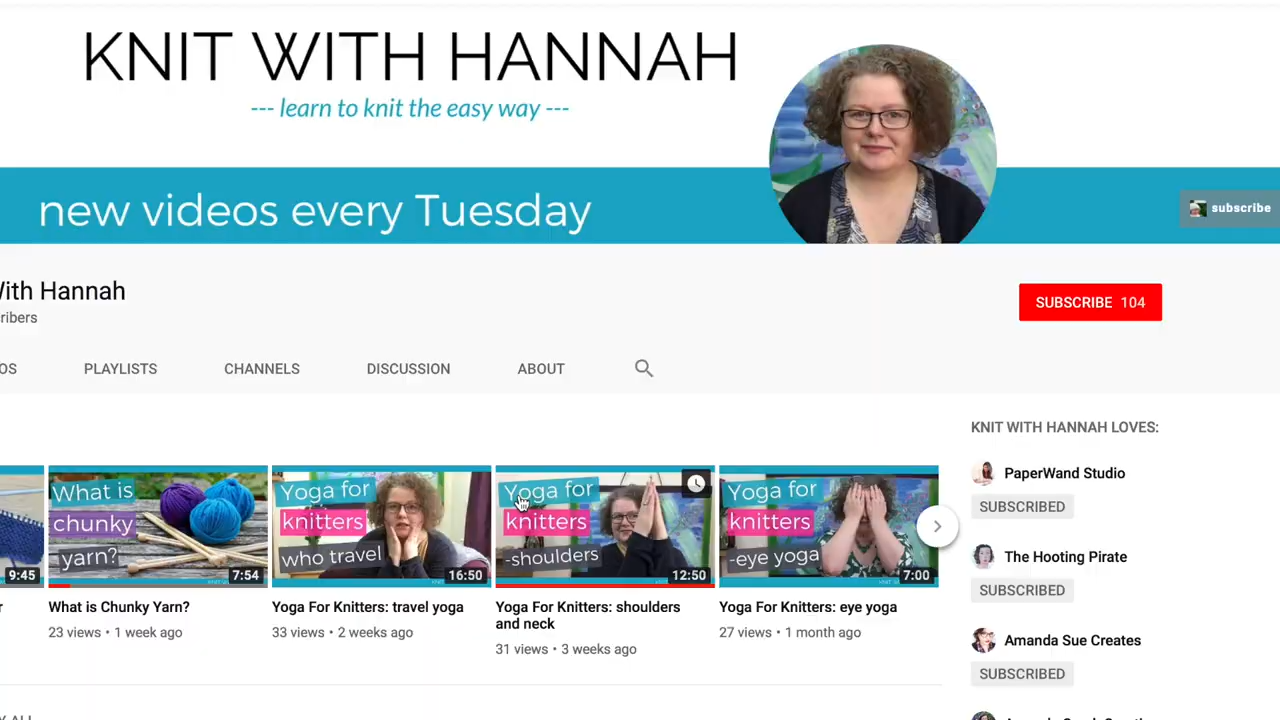 KNIT WITH HANNAH
--- learn to knit the easy way ---
new videos every Tuesday
subscribe
With Hannah
ribers
SUBSCRIBE 104
OS
PLAYLISTS
CHANNELS
DISCUSSION
ABOUT
KNIT WITH HANNAH LOVES:
PaperWand Studio
SUBSCRIBED
The Hooting Pirate
SUBSCRIBED
Amanda Sue Creates
SUBSCRIBED
9:45
r
What is
chunky
yarn?
7:54
What is Chunky Yarn?
23 views • 1 week ago
Yoga for
knitters
who travel
16:50
Yoga For Knitters: travel yoga
33 views • 2 weeks ago
Yoga for
knitters
-shoulders
12:50
Yoga For Knitters: shoulders
and neck
31 views • 3 weeks ago
Yoga for
knitters
-eye yoga
7:00
Yoga For Knitters: eye yoga
27 views • 1 month ago